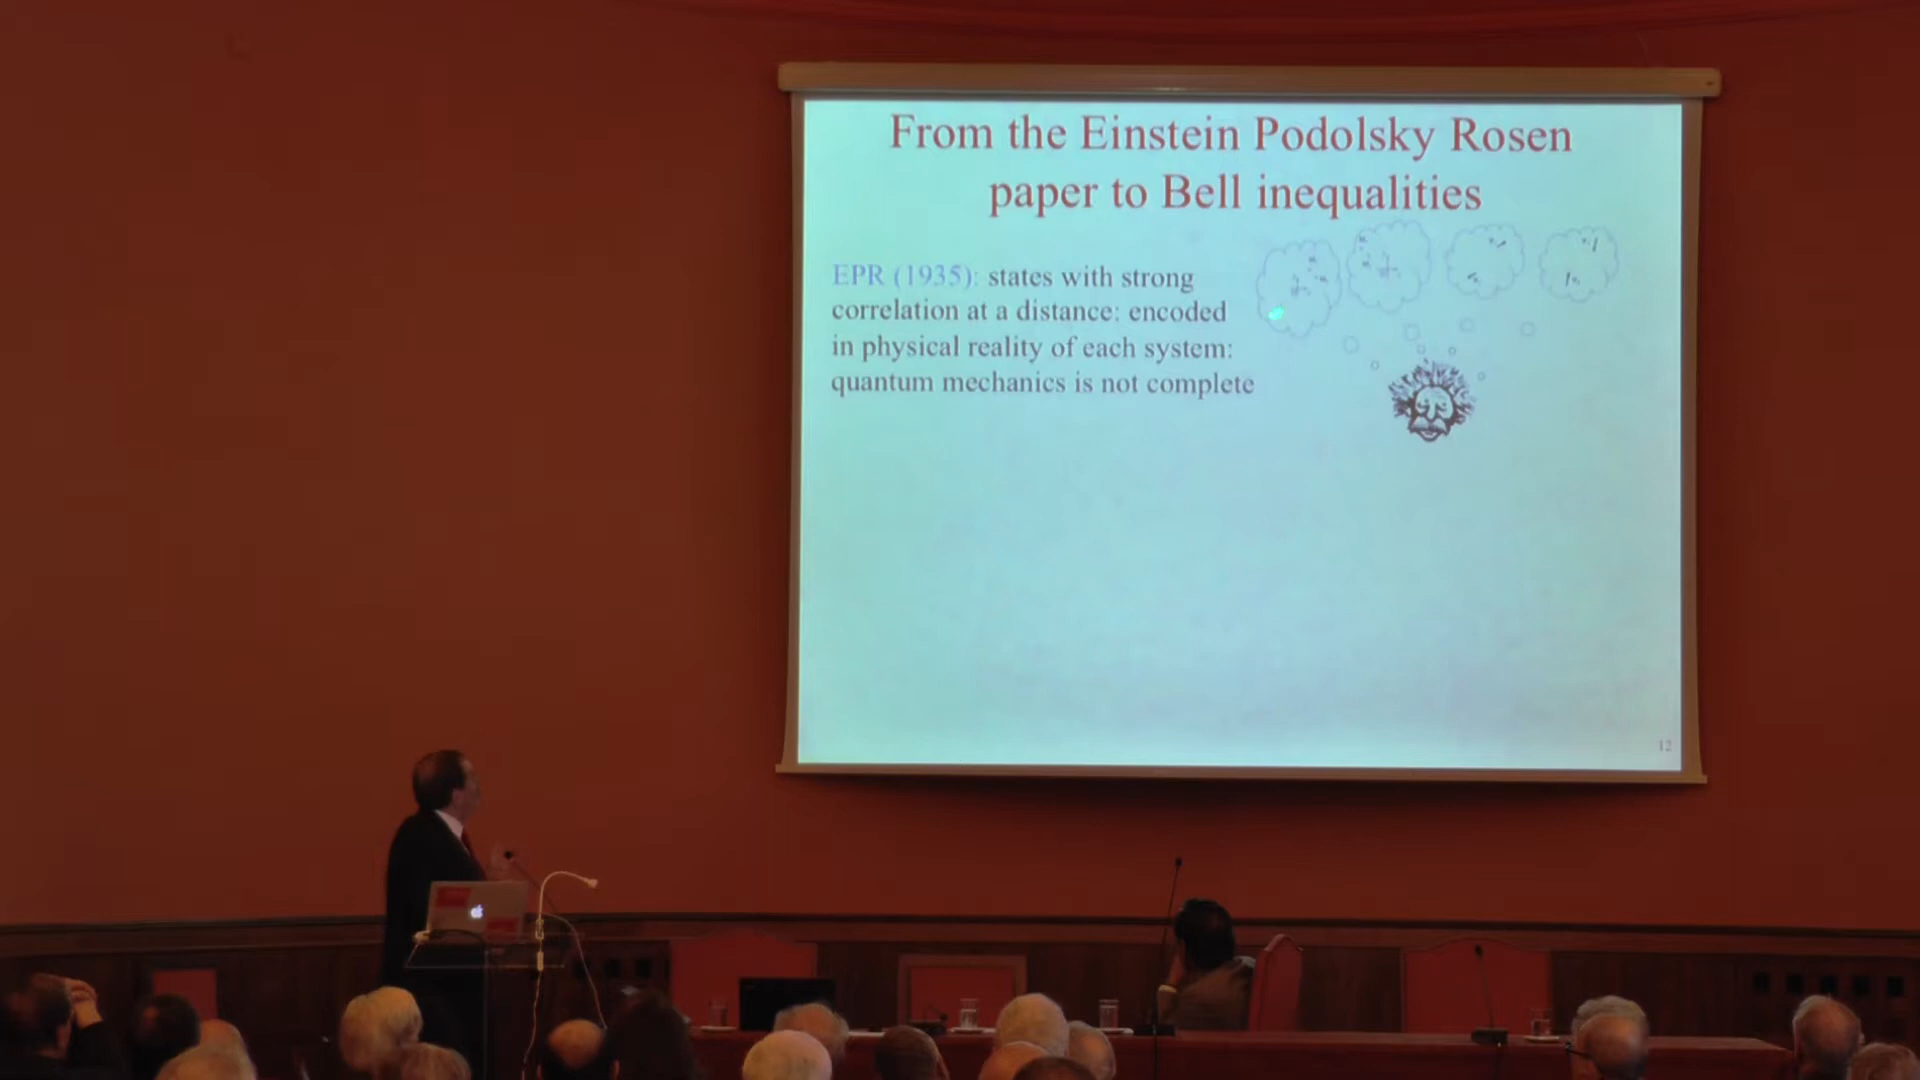 From the Einstein Podolsky Rosen
paper to Bell inequalities
EPR (1935): states with strong
correlation at a distance: encoded
in physical reality of each system:
quantum mechanics is not complete
12